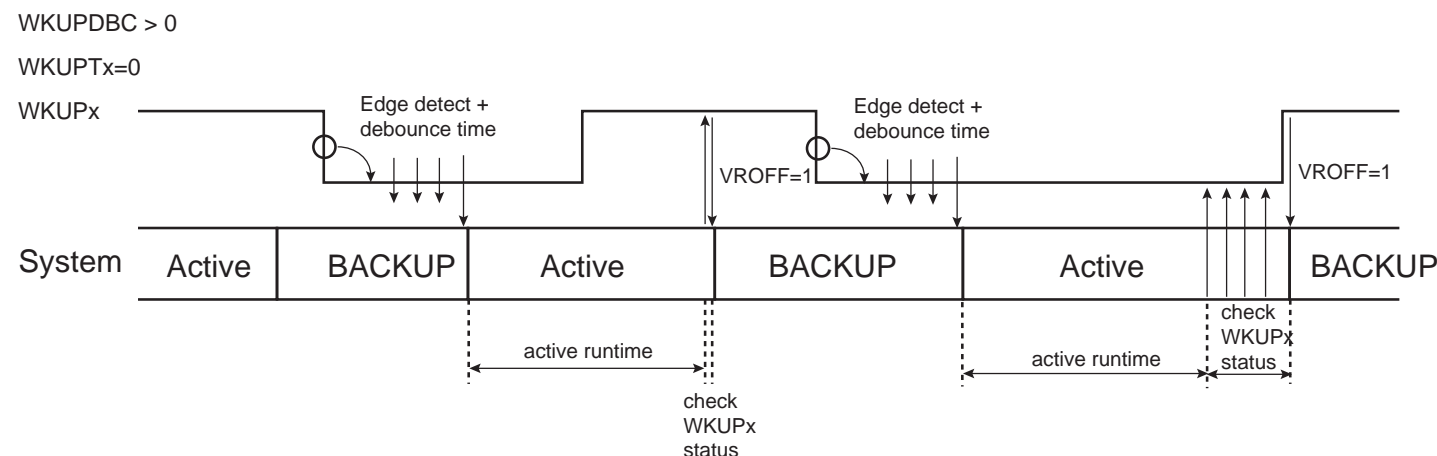 WKUPDBC > 0
WKUPTx=0
WKUPx
Edge detect +
debounce time
VROFF=1
Edge detect +
debounce time
VROFF=1
System
Active
BACKUP
Active
BACKUP
Active
BACKUP
active runtime
check
WKUPx
status
active runtime
check
WKUPx
status